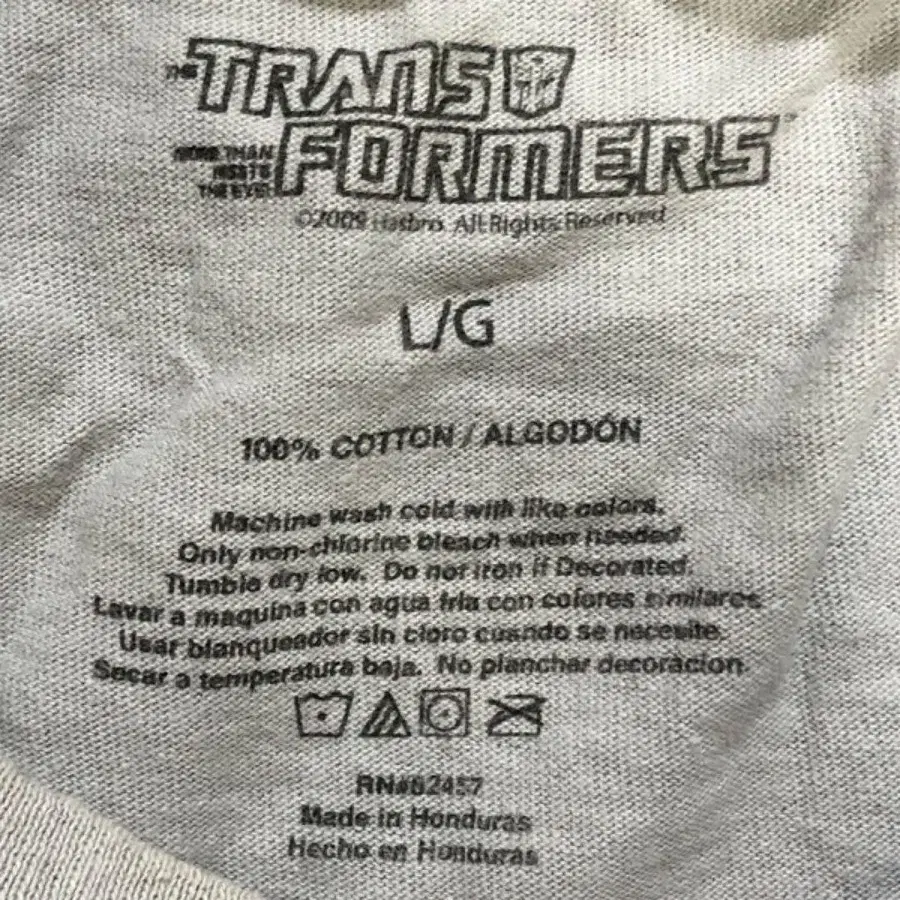 THE TRANS
FORMERS™
MORE THAN
MEETS
THE EYE!
©2009 Hasbro. All Rights Reserved
L/G
100% COTTON / ALGODÓN
Machine wash cold with like colors.
Only non-chlorine bleach when needed.
Tumble dry low. Do not iron if Decorated.
Lavar a maquina con agua fria con colores similares
Usar blanqueador sin cloro cuando se necesite.
Secar a temperatura baja. No planchar decoracion.
RN#82457
Made in Honduras
Hecho en Honduras